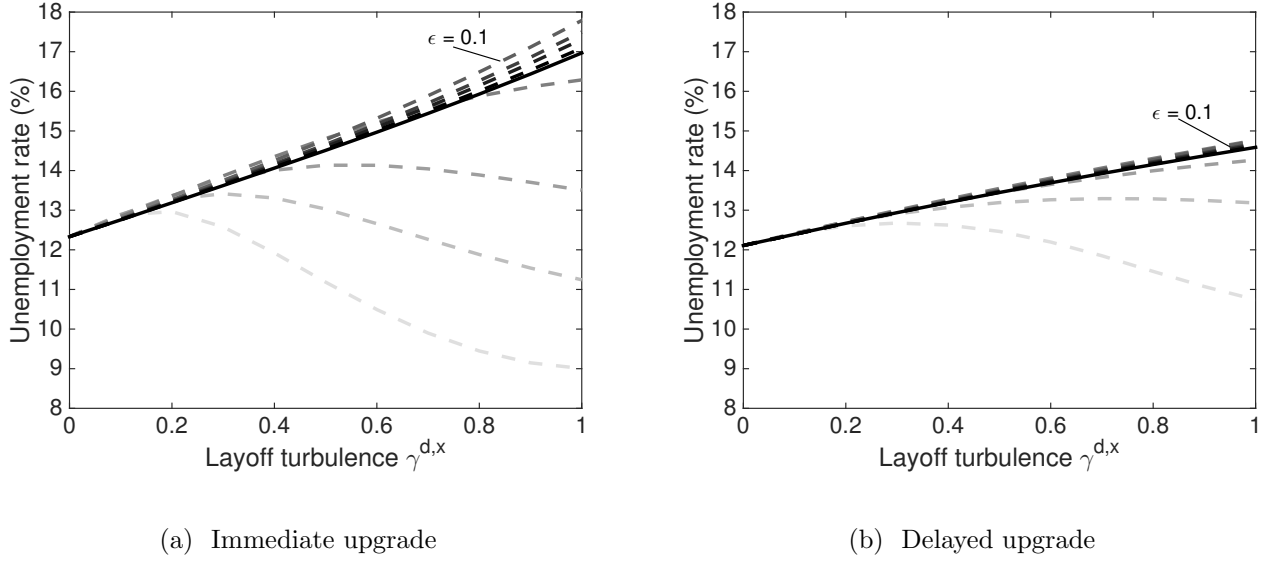 18
17
16
15
14
13
12
11
10
9
8
Unemployment rate (%)
ϵ = 0.1
0 0.2 0.4 0.6 0.8 1
Layoff turbulence γ^d,x
(a) Immediate upgrade
18
17
16
15
14
13
12
11
10
9
8
Unemployment rate (%)
ϵ = 0.1
0 0.2 0.4 0.6 0.8 1
Layoff turbulence γ^d,x
(b) Delayed upgrade